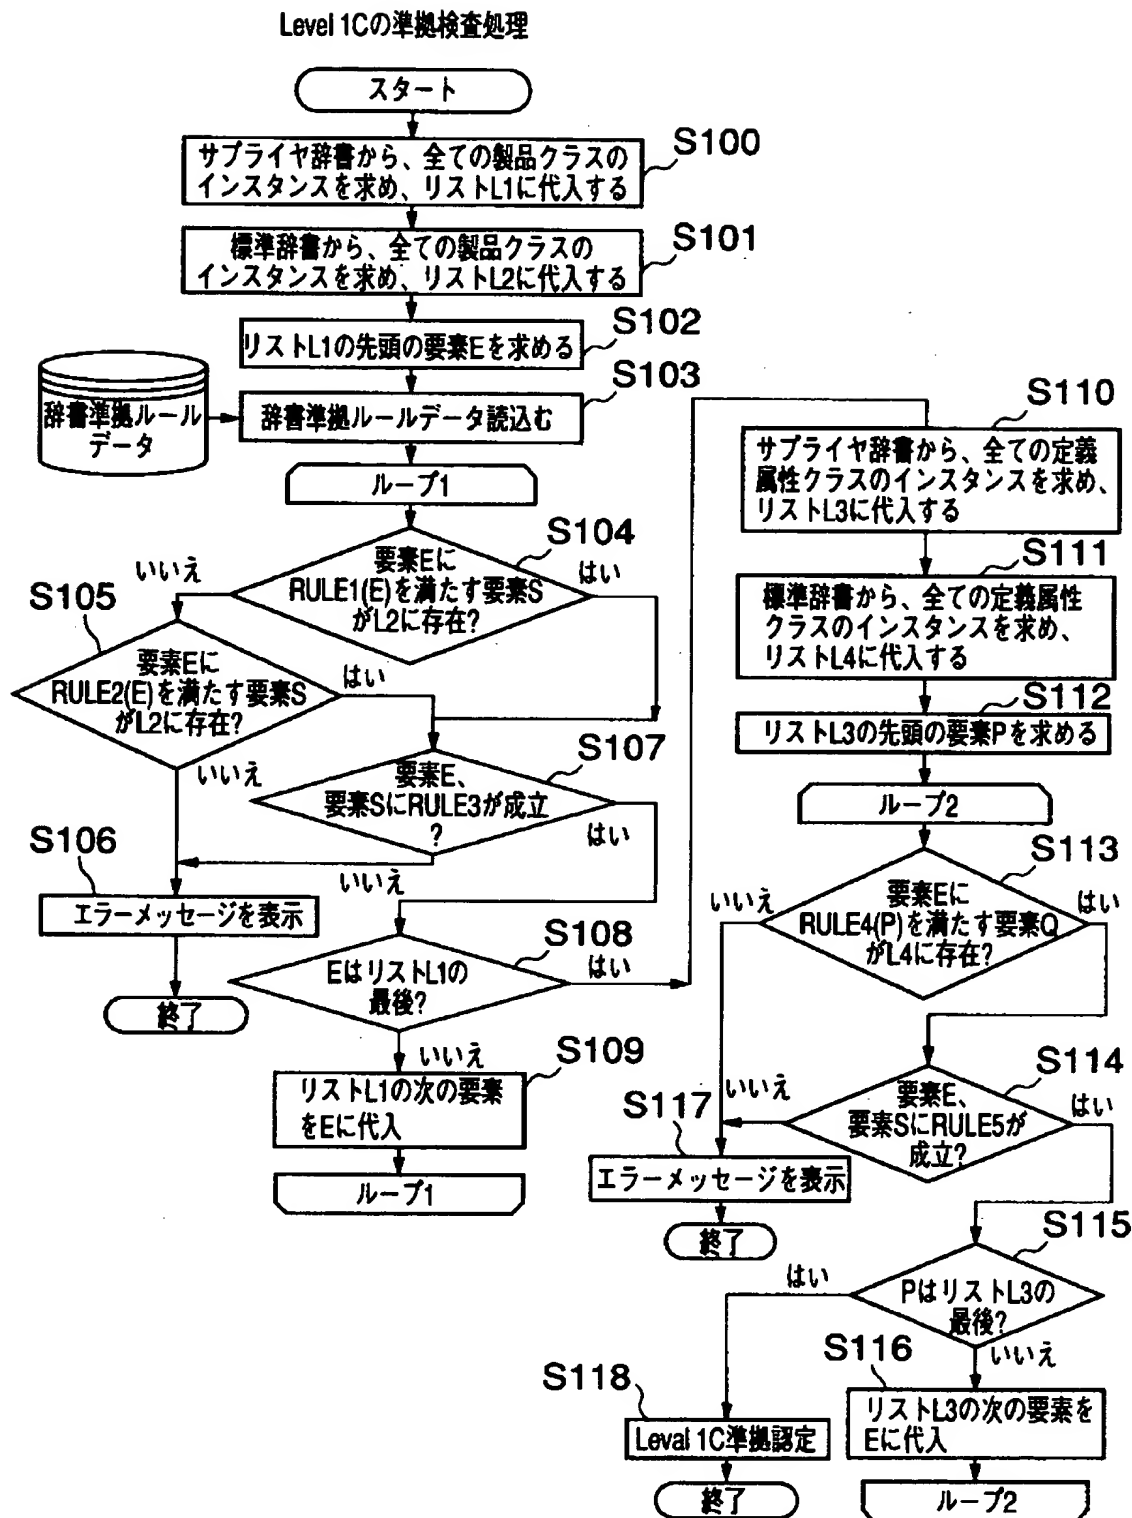 Level 1Cの準拠検査処理
スタート
S100
サプライヤ辞書から、全ての製品クラスの
インスタンスを求め、リストL1に代入する
S101
標準辞書から、全ての製品クラスの
インスタンスを求め、リストL2に代入する
S102
リストL1の先頭の要素Eを求める
S103
辞書準拠ルール
データ
辞書準拠ルールデータ読込む
ループ1
S104
要素Eに
RULE1(E)を満たす要素S
がL2に存在?
いいえ
はい
S105
要素Eに
RULE2(E)を満たす要素S
がL2に存在?
はい
いいえ
S107
要素E、
要素SにRULE3が成立
?
はい
いいえ
S106
エラーメッセージを表示
終了
S108
EはリストL1の
最後?
はい
いいえ
S109
リストL1の次の要素
をEに代入
ループ1
S110
サプライヤ辞書から、全ての定義
属性クラスのインスタンスを求め、
リストL3に代入する
S111
標準辞書から、全ての定義属性
クラスのインスタンスを求め、
リストL4に代入する
S112
リストL3の先頭の要素Pを求める
ループ2
S113
要素Eに
RULE4(P)を満たす要素Q
がL4に存在?
いいえ
はい
S114
要素E、
要素SにRULE5が
成立?
いいえ
はい
S117
エラーメッセージを表示
終了
S115
PはリストL3の
最後?
はい
いいえ
S116
リストL3の次の要素を
Eに代入
ループ2
S118
Leval 1C準拠認定
終了